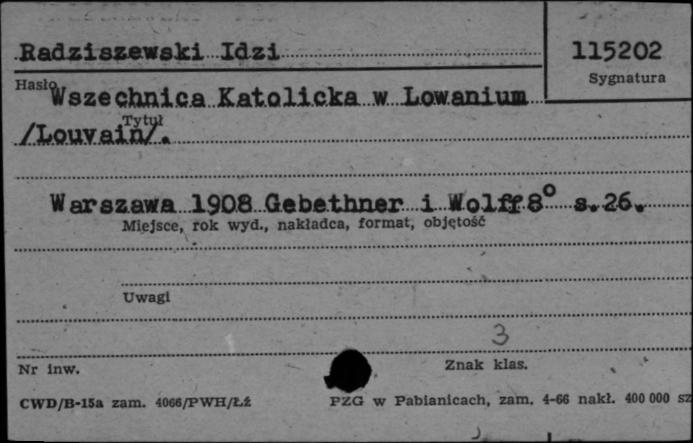 Radziszewski Idzi
115202
Hasło
Sygnatura
Wszechnica Katolicka w Lowanium
Tytuł
/Louvain/.
Warszawa 1908 Gebethner i Wolff 8° s.26.
Miejsce, rok wyd., nakładca, format, objętość
Uwagi
3
Nr inw.
Znak klas.
CWD/B-15a zam. 4066/PWH/Łź
PZG w Pabianicach, zam. 4-66 nakł. 400 000 sz